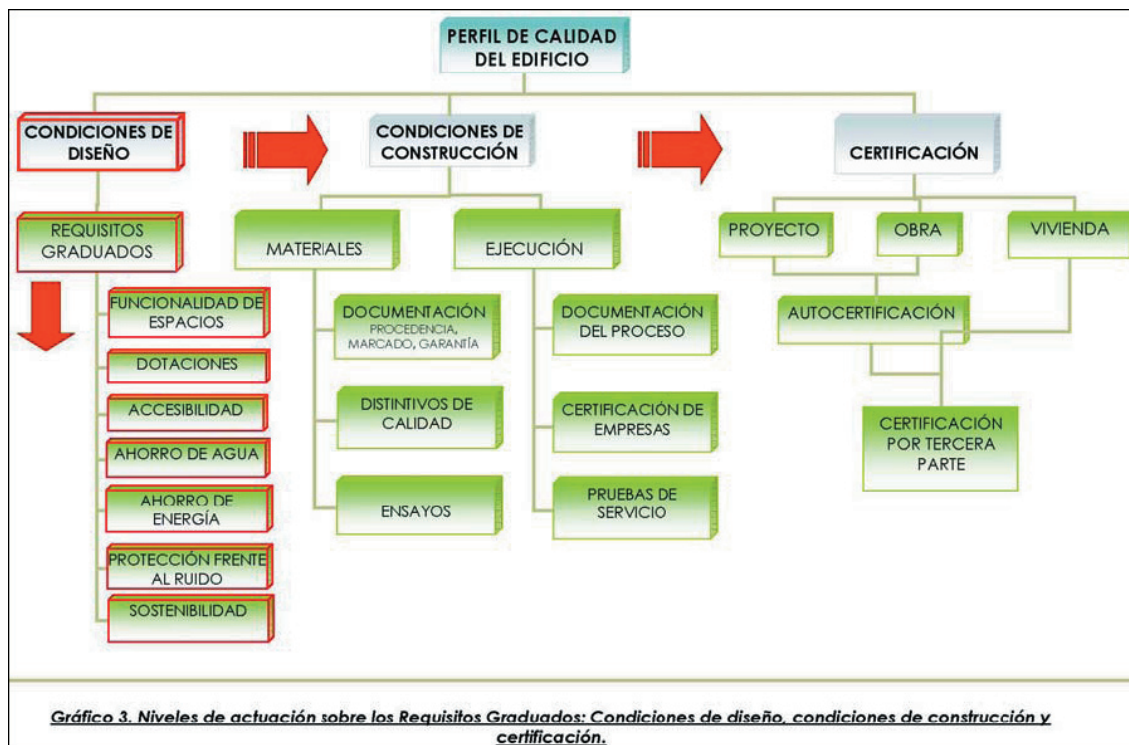 PERFIL DE CALIDAD
DEL EDIFICIO
CONDICIONES DE
DISEÑO
CONDICIONES DE
CONSTRUCCIÓN
CERTIFICACIÓN
REQUISITOS
GRADUADOS
FUNCIONALIDAD DE
ESPACIOS
DOTACIONES
ACCESIBILIDAD
AHORRO DE AGUA
AHORRO DE
ENERGÍA
PROTECCIÓN FRENTE
AL RUIDO
SOSTENIBILIDAD
MATERIALES
DOCUMENTACIÓN
PROCEDENCIA,
MARCADO, GARANTÍA
DISTINTIVOS DE
CALIDAD
ENSAYOS
EJECUCIÓN
DOCUMENTACIÓN
DEL PROCESO
CERTIFICACIÓN DE
EMPRESAS
PRUEBAS DE
SERVICIO
PROYECTO
OBRA
VIVIENDA
AUTOCERTIFICACIÓN
CERTIFICACIÓN
POR TERCERA
PARTE
Gráfico 3. Niveles de actuación sobre los Requisitos Graduados: Condiciones de diseño, condiciones de construcción y
certificación.